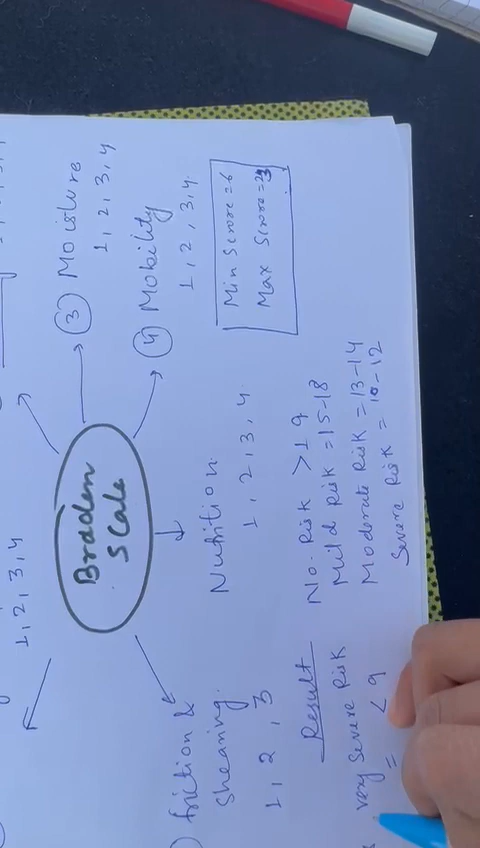 1, 2, 3, 4
③ Moisture
1, 2, 3, 4
④ Mobility
1, 2, 3, 4.
Min Score = 6
Max Score = 23
Braden
Scale
Nutrition
1, 2, 3, 4.
friction &
Shearing.
1, 2, 3
Result
No. Risk > 19
Mild Risk = 15-18
Moderate Risk = 13-14
Severe Risk = 10-12
very severe Risk
= < 9